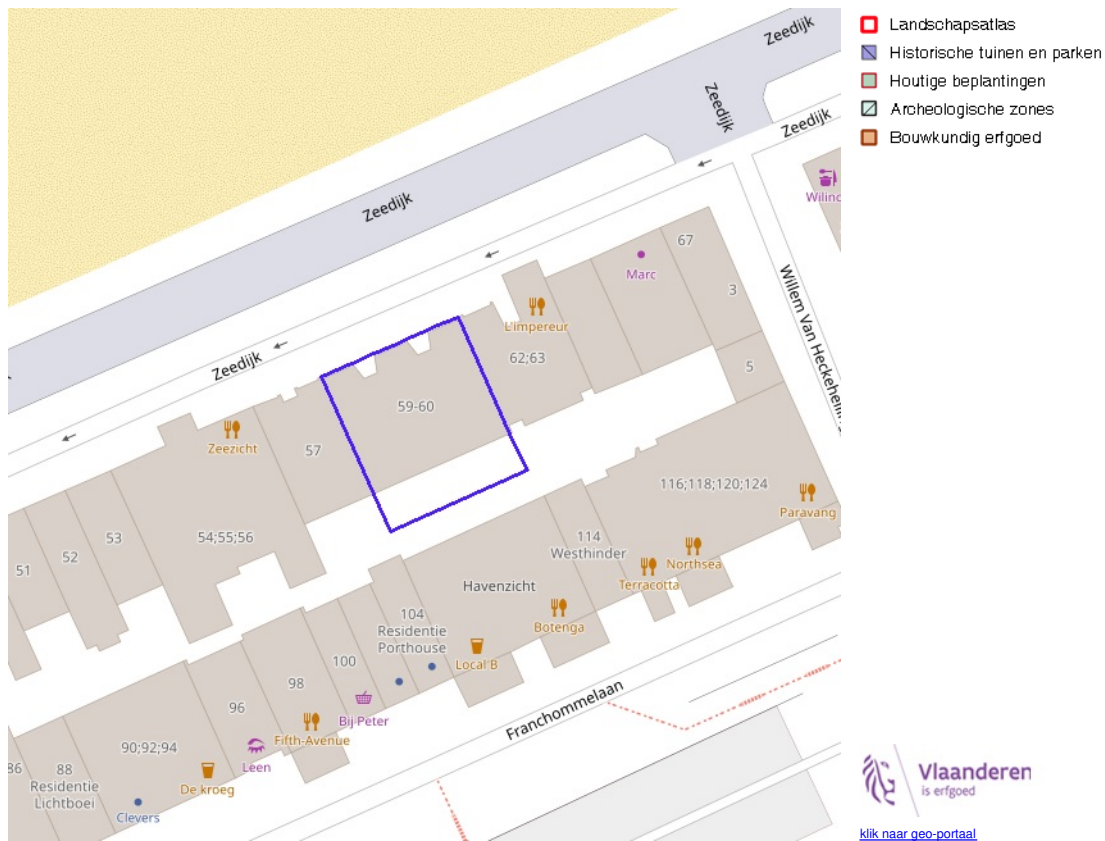 Zeedijk
Zeedijk
Zeedijk
Zeedijk
Zeedijk
67
Marc
3
L'impereur
62;63
5
Willem Van Heckehelln
59-60
Zeezicht
57
54;55;56
53
52
51
116;118;120;124
Paravang
114
Westhinder
Northsea
Terracotta
Havenzicht
Botenga
104
Residentie
Porthouse
Local B
100
98
Bij Peter
96
Fifth-Avenue
Leen
90;92;94
De kroeg
86
88
Residentie
Lichtboei
Clevers
Franchommelaan
Landschapsatlas
Historische tuinen en parken
Houtige beplantingen
Archeologische zones
Bouwkundig erfgoed
Vlaanderen
is erfgoed
klik naar geo-portaal